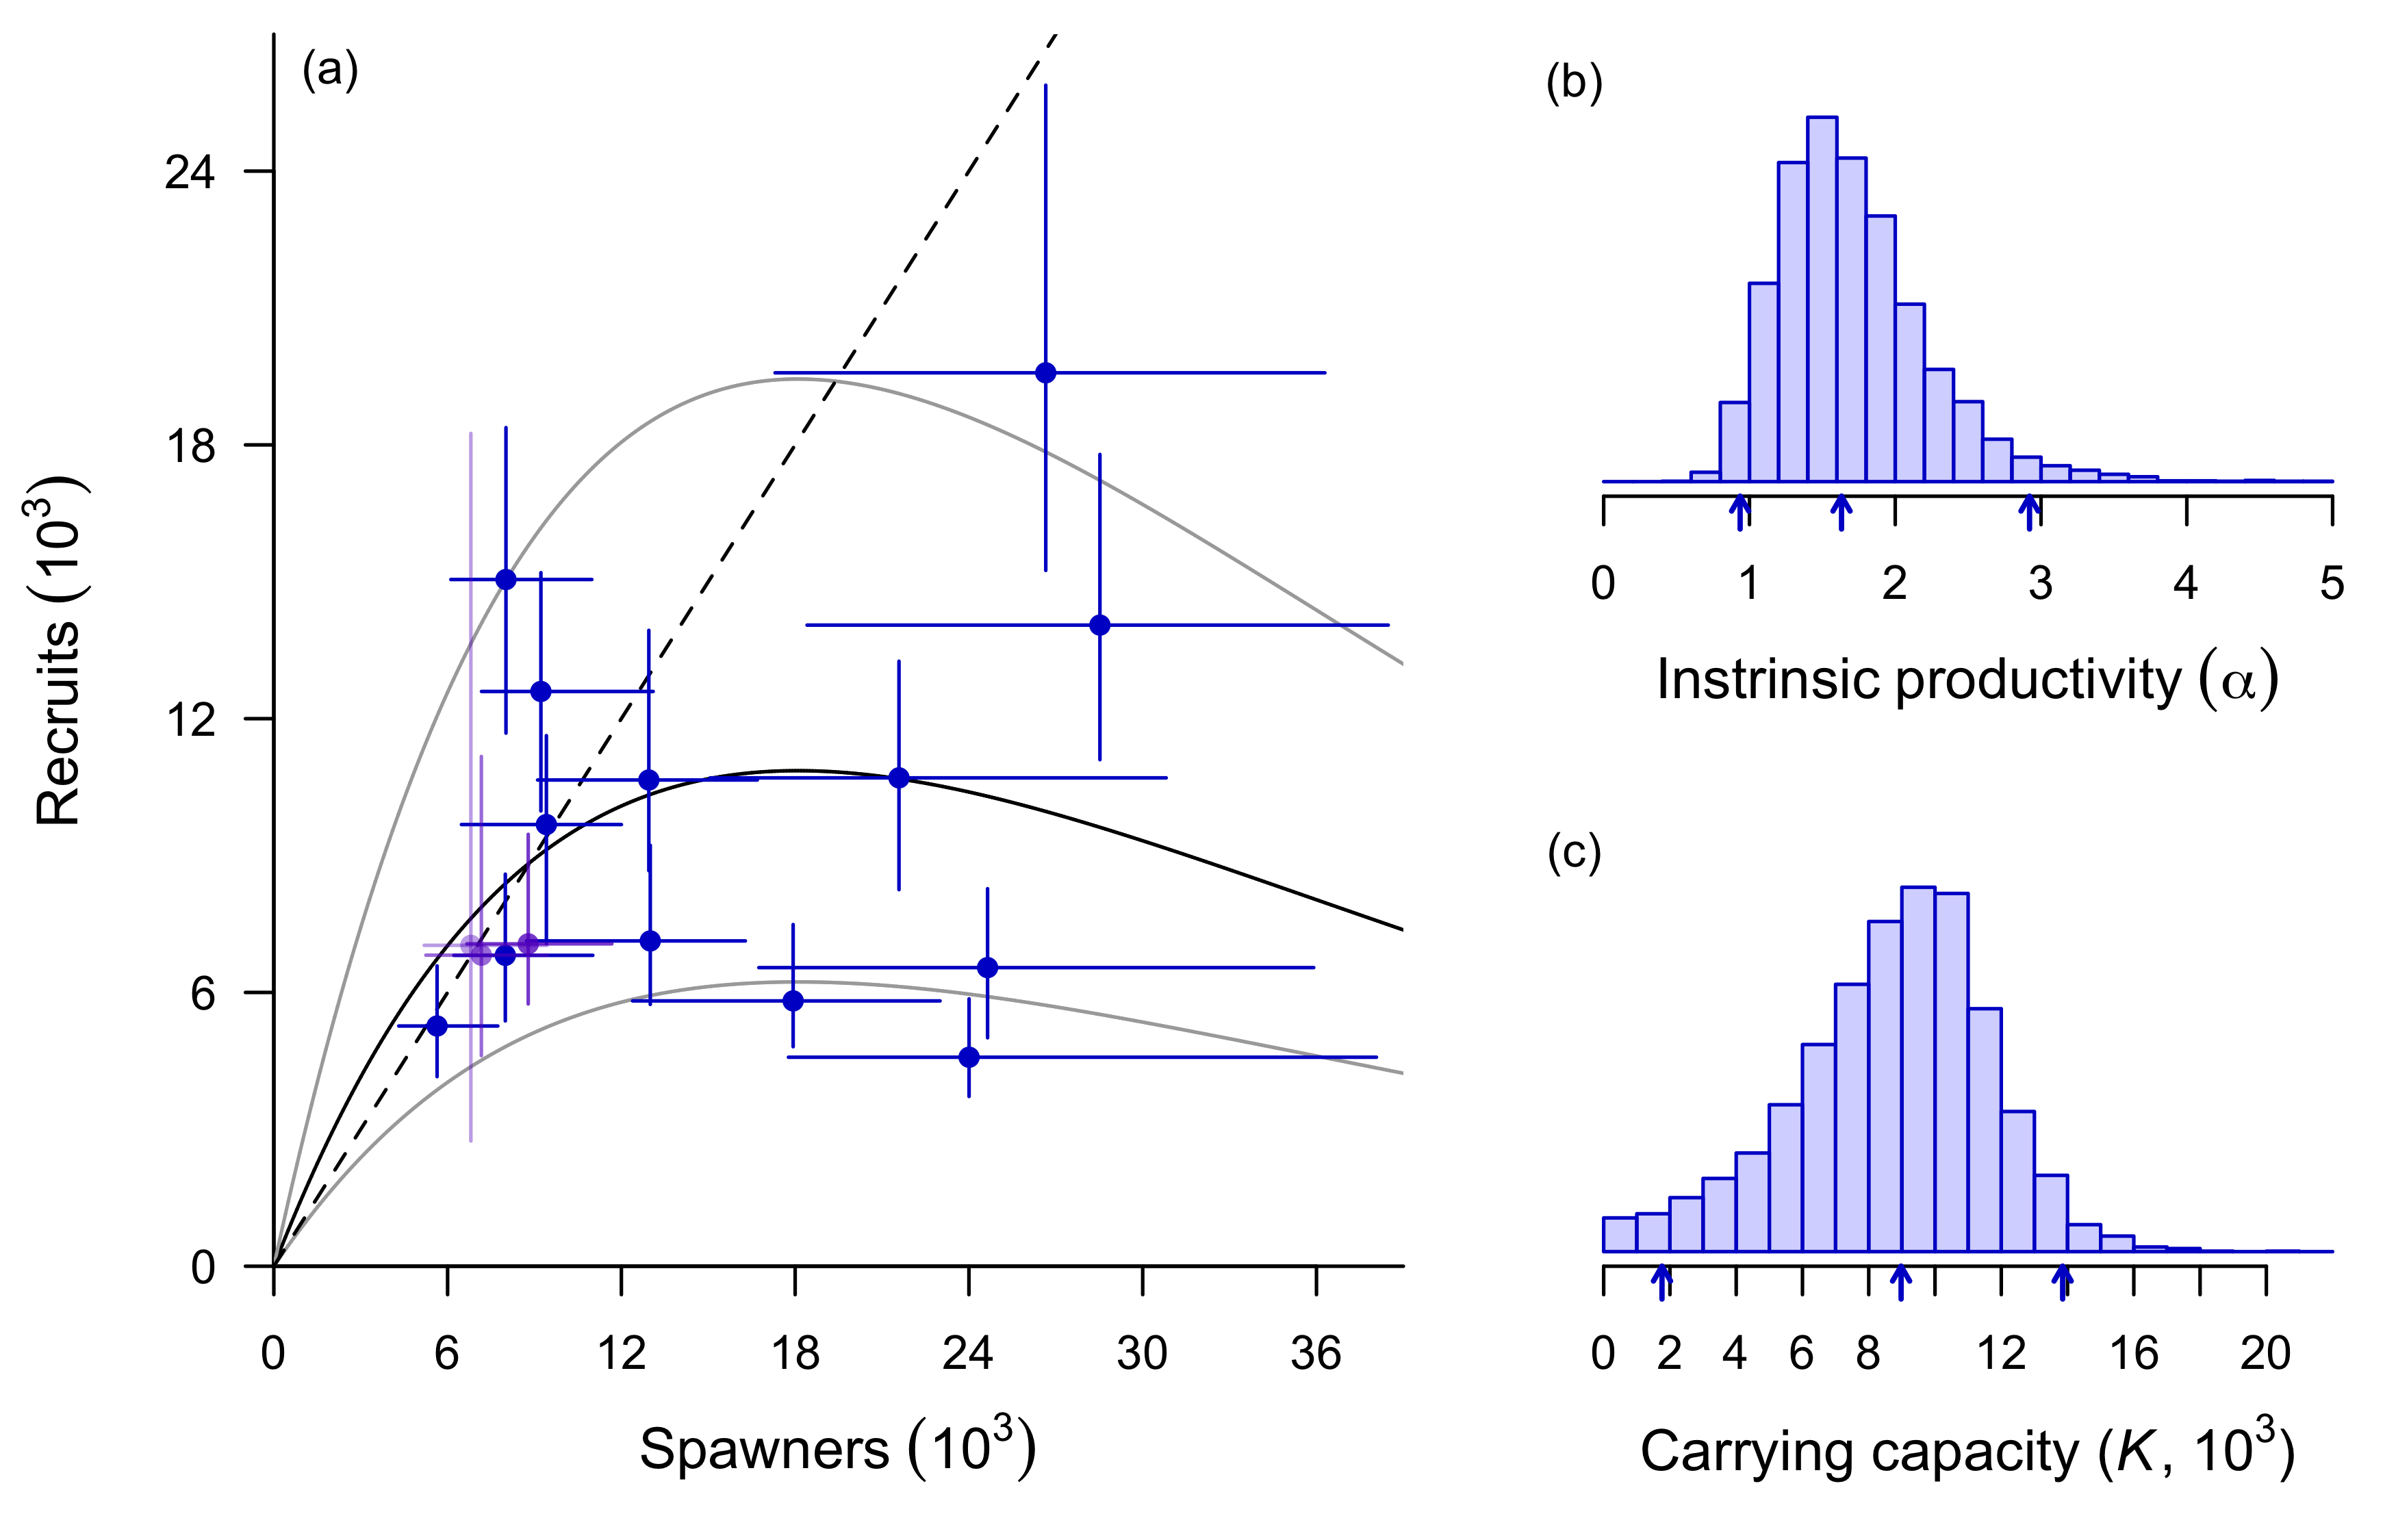 (a)
24
18
12
6
0
Recruits (10³)
0 6 12 18 24 30 36
Spawners (10³)
(b)
0 1 2 3 4 5
Instrinsic productivity (α)
(c)
0 2 4 6 8 12 16 20
Carrying capacity (K, 10³)